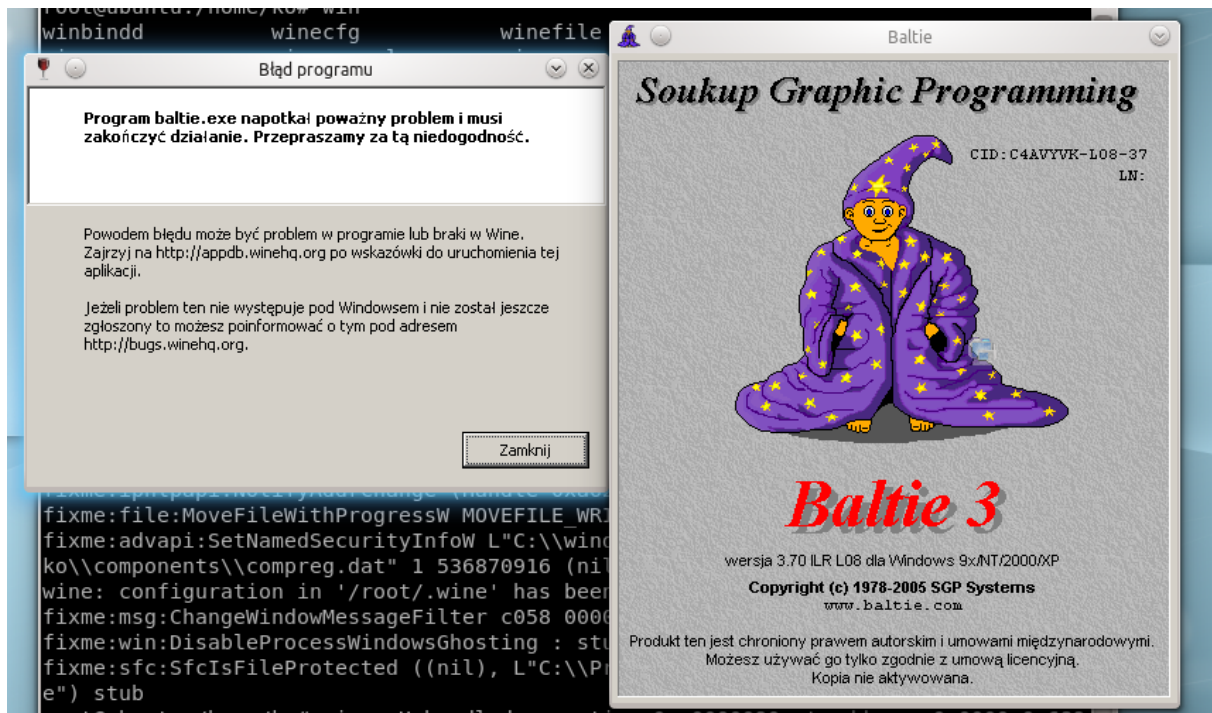 winbindd winecfg winefile
Błąd programu
Program baltie.exe napotkał poważny problem i musi
zakończyć działanie. Przepraszamy za tą niedogodność.
Powodem błędu może być problem w programie lub braki w Wine.
Zajrzyj na http://appdb.winehq.org po wskazówki do uruchomienia tej
aplikacji.
Jeżeli problem ten nie występuje pod Windowsem i nie został jeszcze
zgłoszony to możesz poinformować o tym pod adresem
http://bugs.winehq.org.
Zamknij
fixme:file:MoveFileWithProgressW MOVEFILE_WRI
fixme:advapi:SetNamedSecurityInfoW L"C:\\wind
ko\\components\\compreg.dat" 1 536870916 (nil
wine: configuration in '/root/.wine' has been
fixme:msg:ChangeWindowMessageFilter c058 0000
fixme:win:DisableProcessWindowsGhosting : stu
fixme:sfc:SfcIsFileProtected ((nil), L"C:\\Pr
e") stub
Baltie
Soukup Graphic Programming
CID:C4AVYVK-L08-37
LN:
Baltie 3
wersja 3.70 ILR L08 dla Windows 9x/NT/2000/XP
Copyright (c) 1978-2005 SGP Systems
www.baltie.com
Produkt ten jest chroniony prawem autorskim i umowami międzynarodowymi.
Możesz używać go tylko zgodnie z umową licencyjną.
Kopia nie aktywowana.